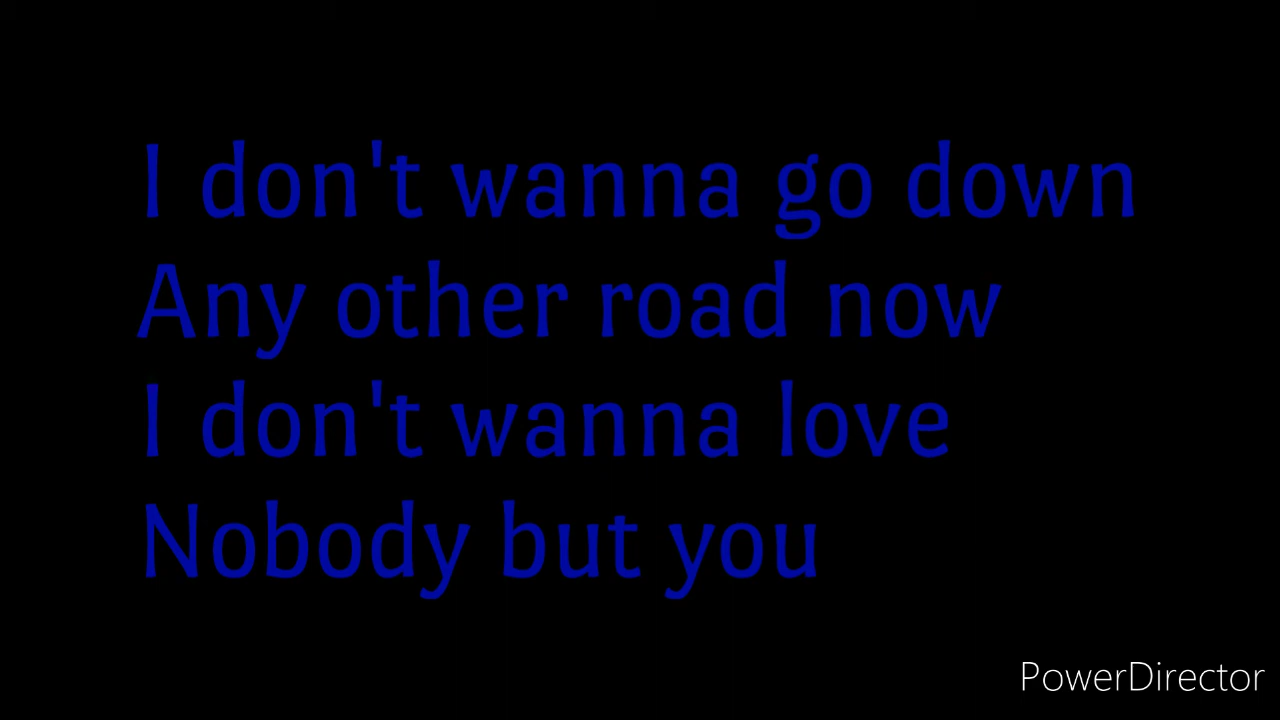 I don't wanna go down
Any other road now
I don't wanna love
Nobody but you
PowerDirector